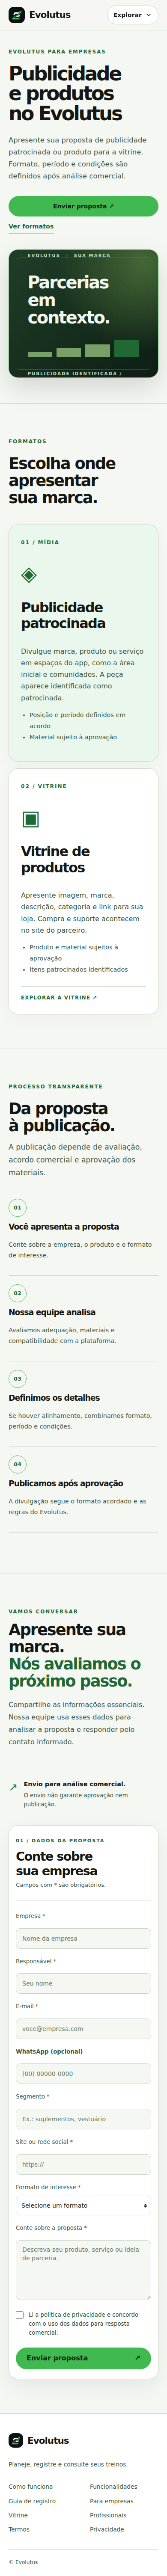 Evolutus
Explorar
EVOLUTUS PARA EMPRESAS
Publicidade
e produtos
no Evolutus
Apresente sua proposta de publicidade
patrocinada ou produto para a vitrine.
Formato, período e condições são
definidos após análise comercial.
Enviar proposta ↗
Ver formatos
EVOLUTUS · SUA MARCA
Parcerias
em
contexto.
PUBLICIDADE IDENTIFICADA /
FORMATOS
Escolha onde
apresentar
sua marca.
01 / MÍDIA
Publicidade
patrocinada
Divulgue marca, produto ou serviço
em espaços do app, como a área
inicial e comunidades. A peça
aparece identificada como
patrocinada.
• Posição e período definidos em
acordo
• Material sujeito à aprovação
02 / VITRINE
Vitrine de
produtos
Apresente imagem, marca,
descrição, categoria e link para sua
loja. Compra e suporte acontecem
no site do parceiro.
• Produto e material sujeitos à
aprovação
• Itens patrocinados identificados
EXPLORAR A VITRINE ↗
PROCESSO TRANSPARENTE
Da proposta
à publicação.
A publicação depende de avaliação,
acordo comercial e aprovação dos
materiais.
01
Você apresenta a proposta
Conte sobre a empresa, o produto e o formato
de interesse.
02
Nossa equipe analisa
Avaliamos adequação, materiais e
compatibilidade com a plataforma.
03
Definimos os detalhes
Se houver alinhamento, combinamos formato,
período e condições.
04
Publicamos após aprovação
A divulgação segue o formato acordado e as
regras do Evolutus.
VAMOS CONVERSAR
Apresente sua
marca.
Nós avaliamos o
próximo passo.
Compartilhe as informações essenciais.
Nossa equipe usa esses dados para
analisar a proposta e responder pelo
contato informado.
↗ Envio para análise comercial.
O envio não garante aprovação nem
publicação.
01 / DADOS DA PROPOSTA
Conte sobre
sua empresa
Campos com * são obrigatórios.
Empresa *
Nome da empresa
Responsável *
Seu nome
E-mail *
voce@empresa.com
WhatsApp (opcional)
(00) 00000-0000
Segmento *
Ex.: suplementos, vestuário
Site ou rede social *
https://
Formato de interesse *
Selecione um formato
Conte sobre a proposta *
Descreva seu produto, serviço ou ideia
de parceria.
Li a política de privacidade e concordo
com o uso dos dados para resposta
comercial.
Enviar proposta ↗
Evolutus
Planeje, registre e consulte seus treinos.
Como funciona Funcionalidades
Guia de registro Para empresas
Vitrine Profissionais
Termos Privacidade
© Evolutus